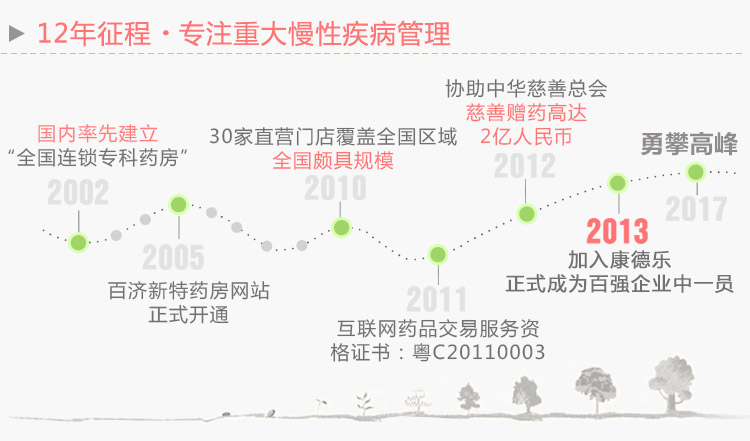 12年征程·专注重大慢性疾病管理
国内率先建立
“全国连锁专科药房”
2002
2005
百济新特药房网站
正式开通
30家直营门店覆盖全国区域
全国颇具规模
2010
2011
互联网药品交易服务资
格证书：粤C20110003
协助中华慈善总会
慈善赠药高达
2亿人民币
2012
2013
加入康德乐
正式成为百强企业中一员
勇攀高峰
2017